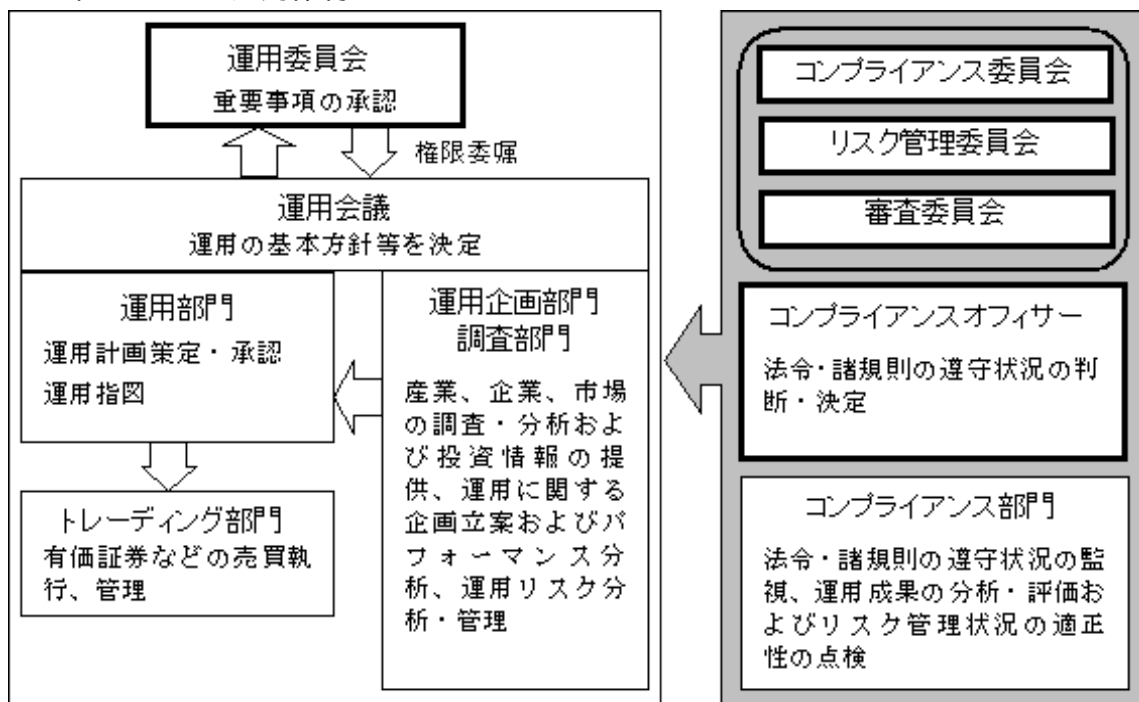 運用委員会
重要事項の承認
権限委嘱
運用会議
運用の基本方針等を決定
運用部門
運用計画策定・承認
運用指図
運用企画部門
調査部門
産業、企業、市場
の調査・分析およ
び投資情報の提
供、運用に関する
企画立案およびパ
フォーマンス分
析、運用リスク分
析・管理
トレーディング部門
有価証券などの売買執
行、管理
コンプライアンス委員会
リスク管理委員会
審査委員会
コンプライアンスオフィサー
法令・諸規則の遵守状況の判
断・決定
コンプライアンス部門
法令・諸規則の遵守状況の監
視、運用成果の分析・評価お
よびリスク管理状況の適正
性の点検